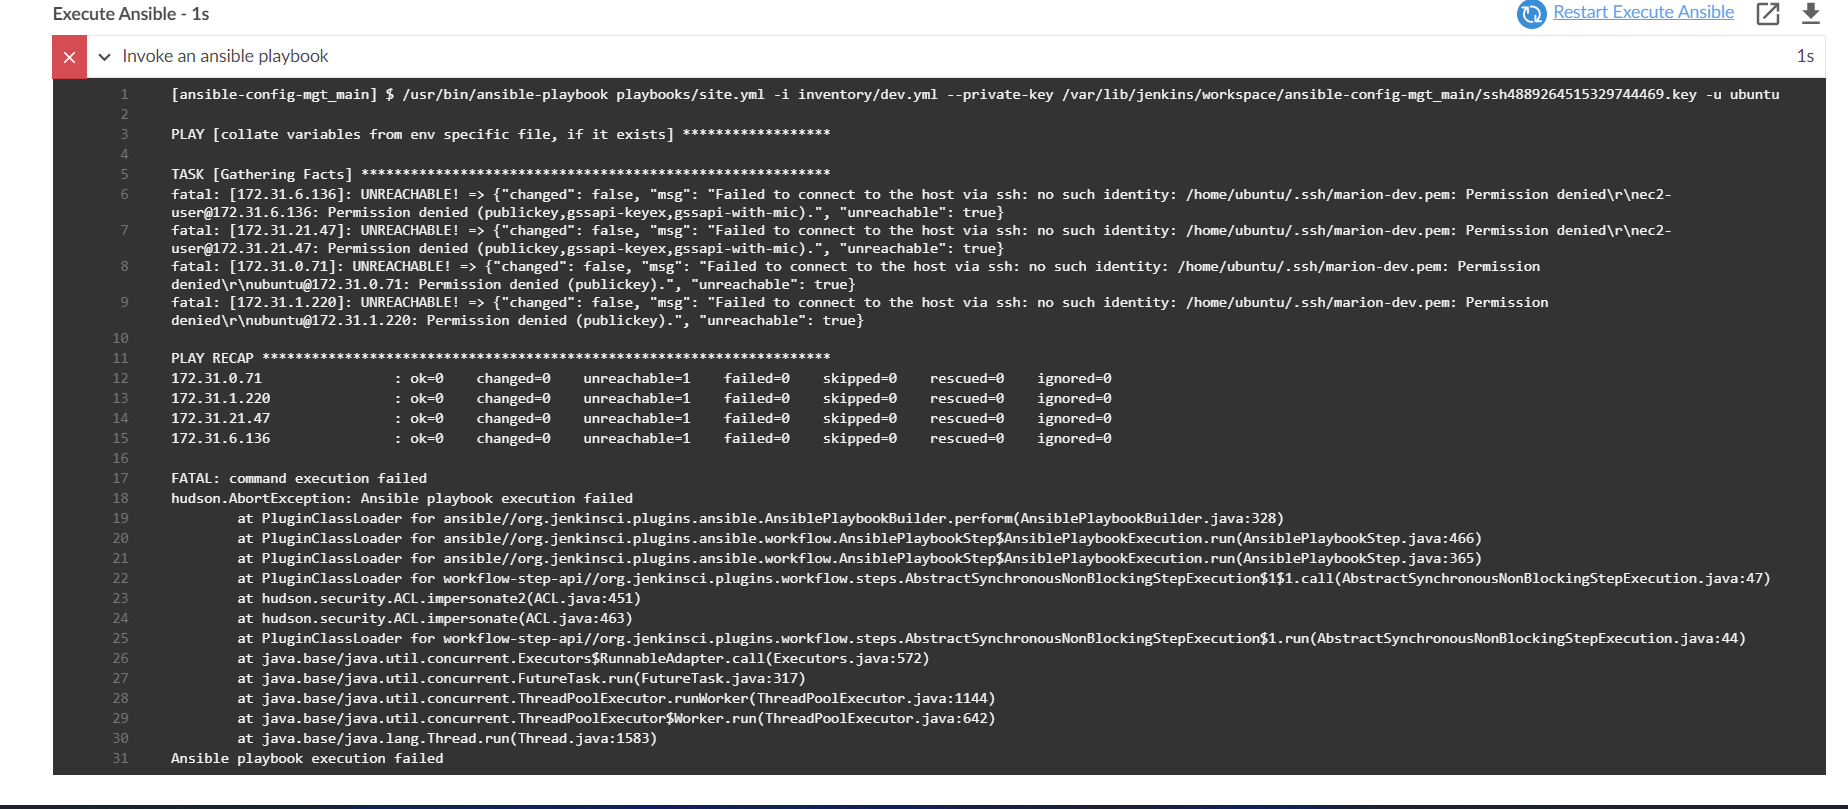 Execute Ansible - 1s
Restart Execute Ansible
Invoke an ansible playbook
1s
1 [ansible-config-mgt_main] $ /usr/bin/ansible-playbook playbooks/site.yml -i inventory/dev.yml --private-key /var/lib/jenkins/workspace/ansible-config-mgt_main/ssh4889264515329744469.key -u ubuntu
2
3 PLAY [collate variables from env specific file, if it exists] ******************
4
5 TASK [Gathering Facts] *********************************************************
6 fatal: [172.31.6.136]: UNREACHABLE! => {"changed": false, "msg": "Failed to connect to the host via ssh: no such identity: /home/ubuntu/.ssh/marion-dev.pem: Permission denied\r\nec2-
user@172.31.6.136: Permission denied (publickey,gssapi-keyex,gssapi-with-mic).", "unreachable": true}
7 fatal: [172.31.21.47]: UNREACHABLE! => {"changed": false, "msg": "Failed to connect to the host via ssh: no such identity: /home/ubuntu/.ssh/marion-dev.pem: Permission denied\r\nec2-
user@172.31.21.47: Permission denied (publickey,gssapi-keyex,gssapi-with-mic).", "unreachable": true}
8 fatal: [172.31.0.71]: UNREACHABLE! => {"changed": false, "msg": "Failed to connect to the host via ssh: no such identity: /home/ubuntu/.ssh/marion-dev.pem: Permission
denied\r\nubuntu@172.31.0.71: Permission denied (publickey).", "unreachable": true}
9 fatal: [172.31.1.220]: UNREACHABLE! => {"changed": false, "msg": "Failed to connect to the host via ssh: no such identity: /home/ubuntu/.ssh/marion-dev.pem: Permission
denied\r\nubuntu@172.31.1.220: Permission denied (publickey).", "unreachable": true}
10
11 PLAY RECAP *********************************************************************
12 172.31.0.71 : ok=0 changed=0 unreachable=1 failed=0 skipped=0 rescued=0 ignored=0
13 172.31.1.220 : ok=0 changed=0 unreachable=1 failed=0 skipped=0 rescued=0 ignored=0
14 172.31.21.47 : ok=0 changed=0 unreachable=1 failed=0 skipped=0 rescued=0 ignored=0
15 172.31.6.136 : ok=0 changed=0 unreachable=1 failed=0 skipped=0 rescued=0 ignored=0
16
17 FATAL: command execution failed
18 hudson.AbortException: Ansible playbook execution failed
19 at PluginClassLoader for ansible//org.jenkinsci.plugins.ansible.AnsiblePlaybookBuilder.perform(AnsiblePlaybookBuilder.java:328)
20 at PluginClassLoader for ansible//org.jenkinsci.plugins.ansible.workflow.AnsiblePlaybookStep$AnsiblePlaybookExecution.run(AnsiblePlaybookStep.java:466)
21 at PluginClassLoader for ansible//org.jenkinsci.plugins.ansible.workflow.AnsiblePlaybookStep$AnsiblePlaybookExecution.run(AnsiblePlaybookStep.java:365)
22 at PluginClassLoader for workflow-step-api//org.jenkinsci.plugins.workflow.steps.AbstractSynchronousNonBlockingStepExecution$1$1.call(AbstractSynchronousNonBlockingStepExecution.java:47)
23 at hudson.security.ACL.impersonate2(ACL.java:451)
24 at hudson.security.ACL.impersonate(ACL.java:463)
25 at PluginClassLoader for workflow-step-api//org.jenkinsci.plugins.workflow.steps.AbstractSynchronousNonBlockingStepExecution$1.run(AbstractSynchronousNonBlockingStepExecution.java:44)
26 at java.base/java.util.concurrent.Executors$RunnableAdapter.call(Executors.java:572)
27 at java.base/java.util.concurrent.FutureTask.run(FutureTask.java:317)
28 at java.base/java.util.concurrent.ThreadPoolExecutor.runWorker(ThreadPoolExecutor.java:1144)
29 at java.base/java.util.concurrent.ThreadPoolExecutor$Worker.run(ThreadPoolExecutor.java:642)
30 at java.base/java.lang.Thread.run(Thread.java:1583)
31 Ansible playbook execution failed